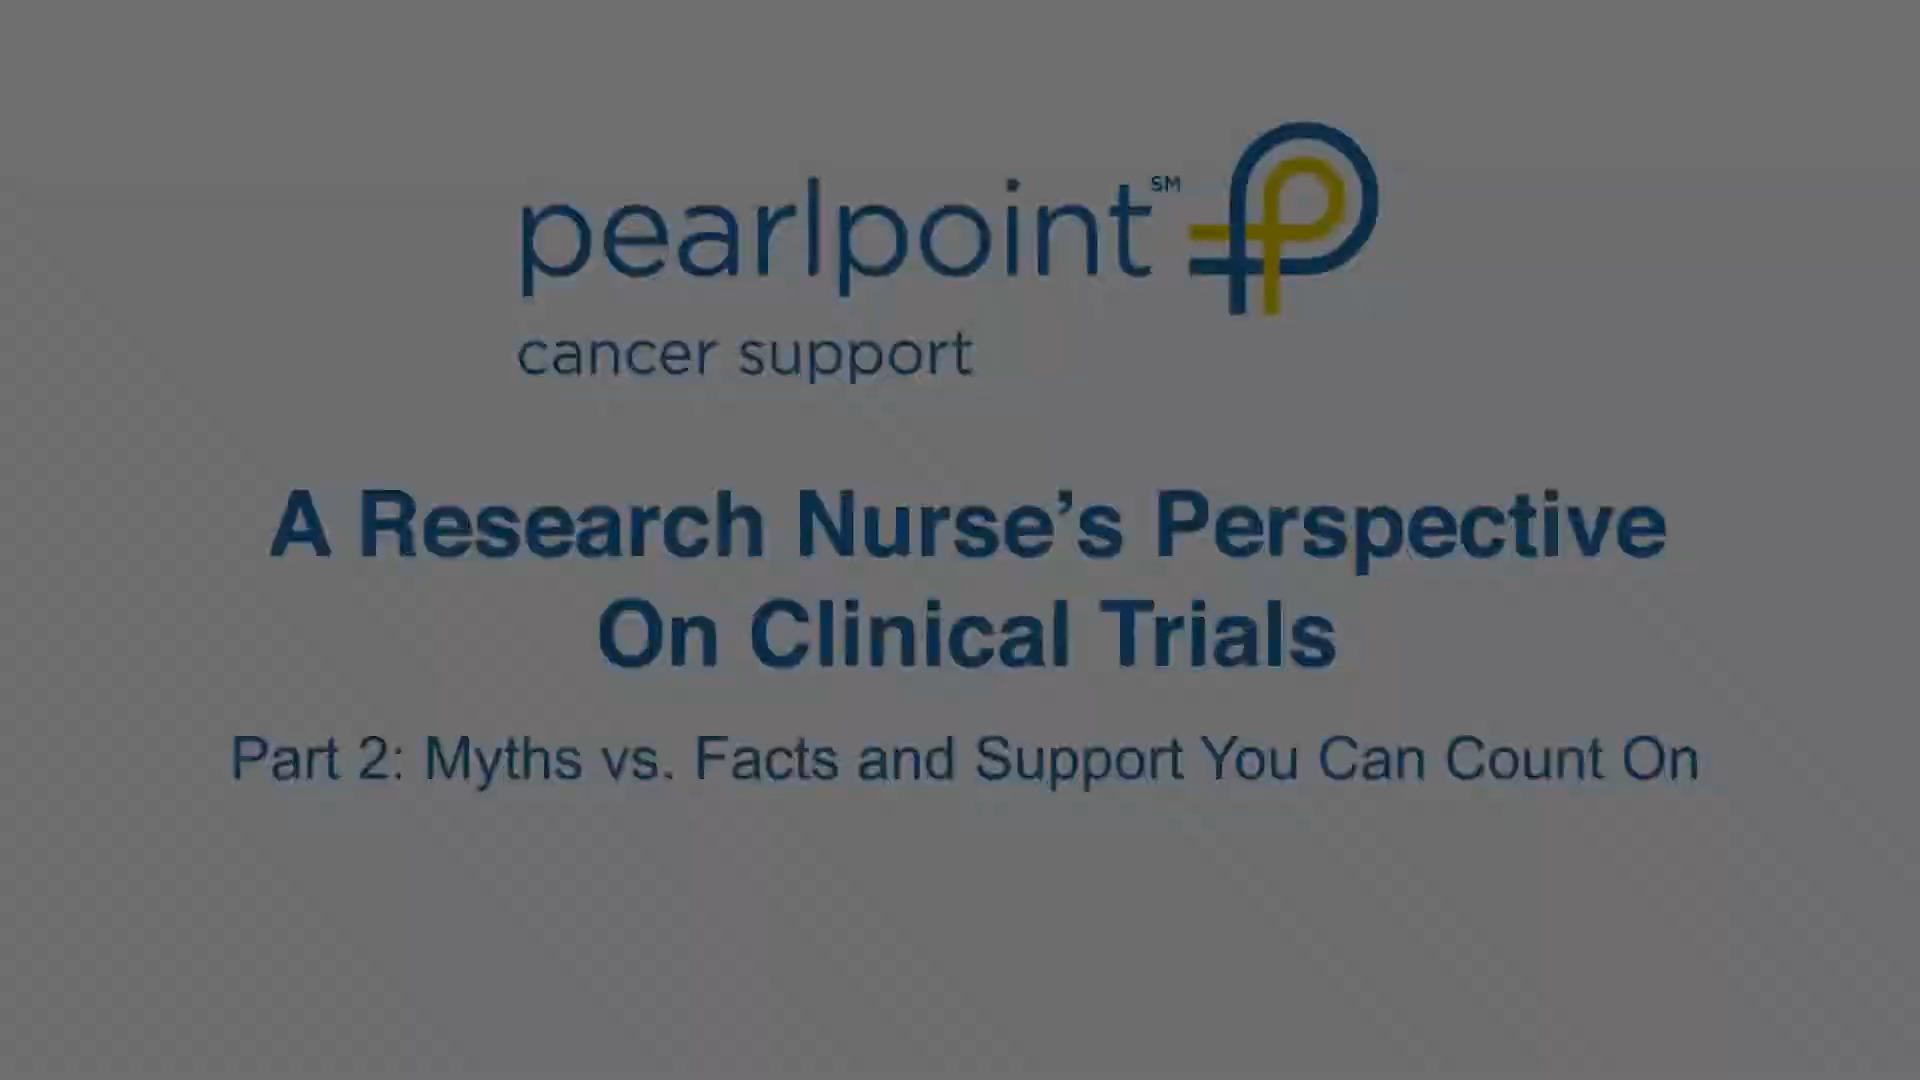 pearlpoint℠
cancer support
A Research Nurse’s Perspective
On Clinical Trials
Part 2: Myths vs. Facts and Support You Can Count On